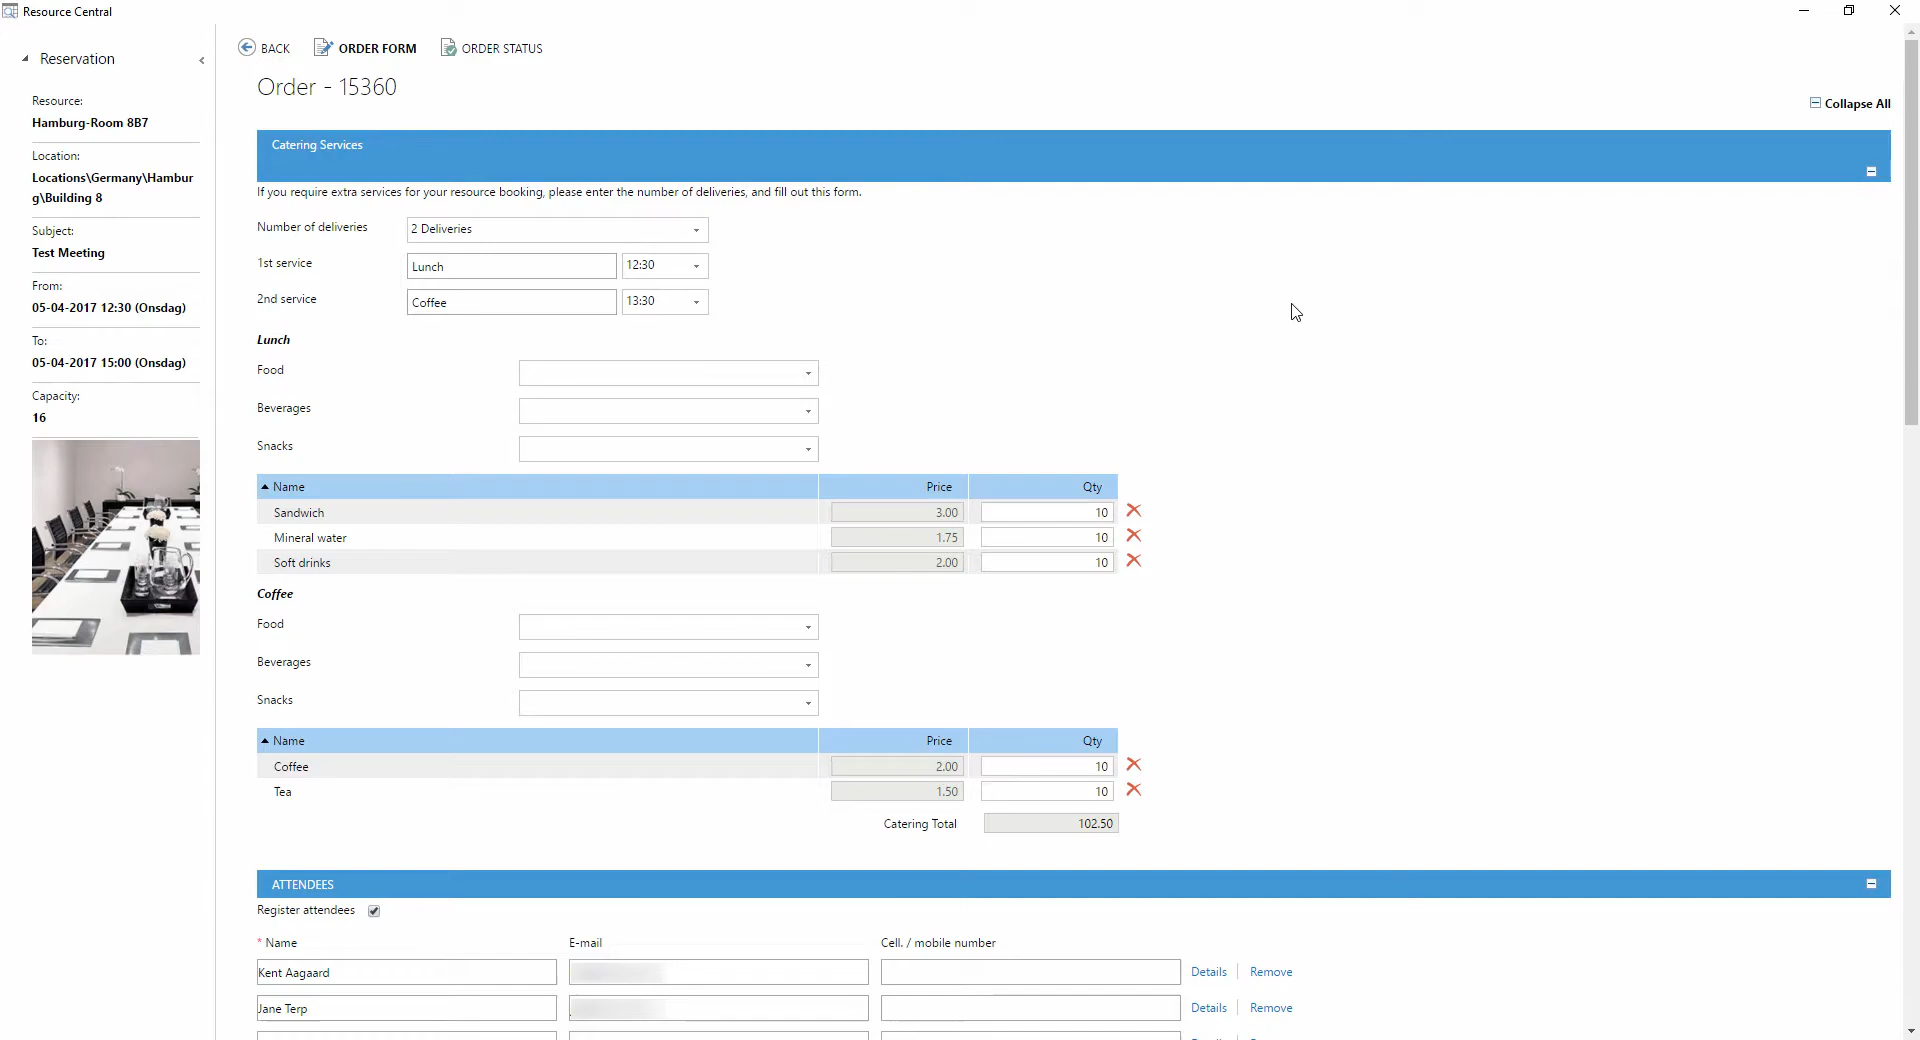 Resource Central
Reservation
Resource:
Hamburg-Room 8B7
Location:
Locations\Germany\Hambur
g\Building 8
Subject:
Test Meeting
From:
05-04-2017 12:30 (Onsdag)
To:
05-04-2017 15:00 (Onsdag)
Capacity:
16
BACK ORDER FORM ORDER STATUS
Order - 15360
Collapse All
Catering Services
If you require extra services for your resource booking, please enter the number of deliveries, and fill out this form.
Number of deliveries 2 Deliveries
1st service Lunch 12:30
2nd service Coffee 13:30
Lunch
Food
Beverages
Snacks
Name Price Qty
Sandwich 3.00 10
Mineral water 1.75 10
Soft drinks 2.00 10
Coffee
Food
Beverages
Snacks
Name Price Qty
Coffee 2.00 10
Tea 1.50 10
Catering Total 102.50
ATTENDEES
Register attendees
* Name E-mail Cell. / mobile number
Kent Aagaard Details Remove
Jane Terp Details Remove